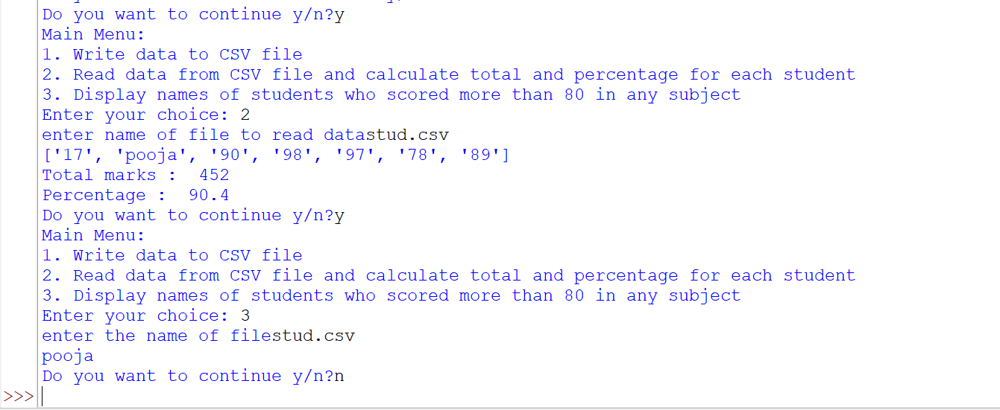 Do you want to continue y/n?y
Main Menu:
1. Write data to CSV file
2. Read data from CSV file and calculate total and percentage for each student
3. Display names of students who scored more than 80 in any subject
Enter your choice: 2
enter name of file to read datastud.csv
['17', 'pooja', '90', '98', '97', '78', '89']
Total marks :  452
Percentage :  90.4
Do you want to continue y/n?y
Main Menu:
1. Write data to CSV file
2. Read data from CSV file and calculate total and percentage for each student
3. Display names of students who scored more than 80 in any subject
Enter your choice: 3
enter the name of filestud.csv
pooja
Do you want to continue y/n?n
>>>